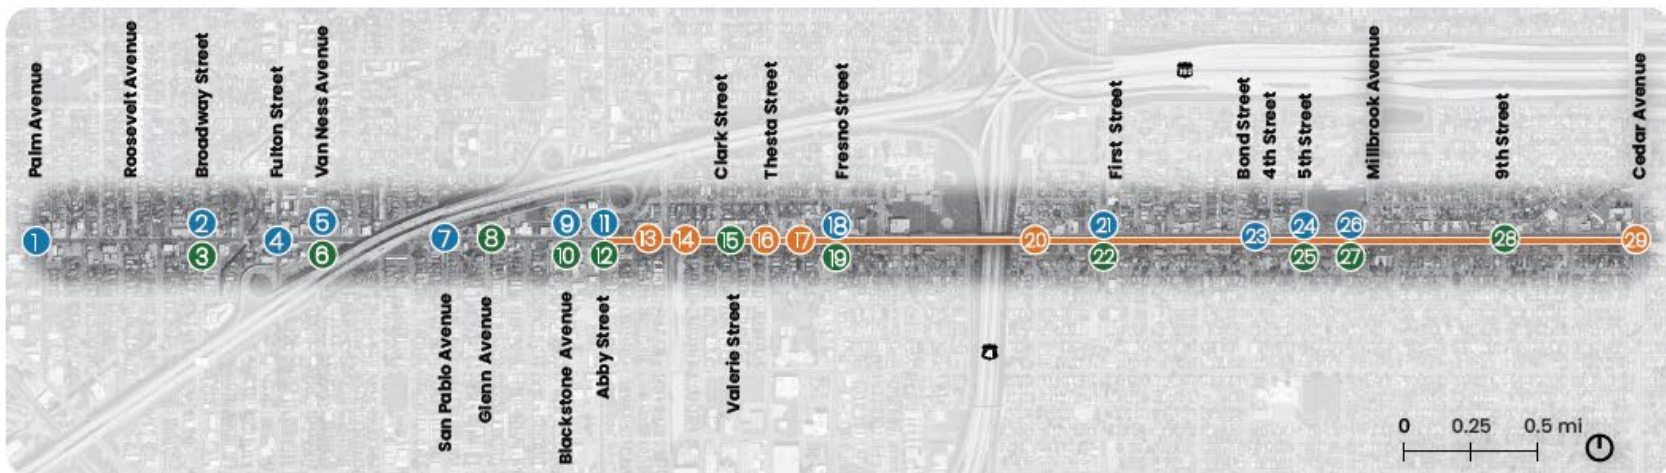 Palm Avenue
Roosevelt Avenue
Broadway Street
Fulton Street
Van Ness Avenue
Clark Street
Thesta Street
Fresno Street
First Street
Bond Street
4th Street
5th Street
Millbrook Avenue
9th Street
Cedar Avenue
1
2
3
4
5
6
7
8
9
10
11
12
13
14
15
16
17
18
19
20
21
22
23
24
25
26
27
28
29
San Pablo Avenue
Glenn Avenue
Blackstone Avenue
Abby Street
Valerie Street
0 0.25 0.5 mi